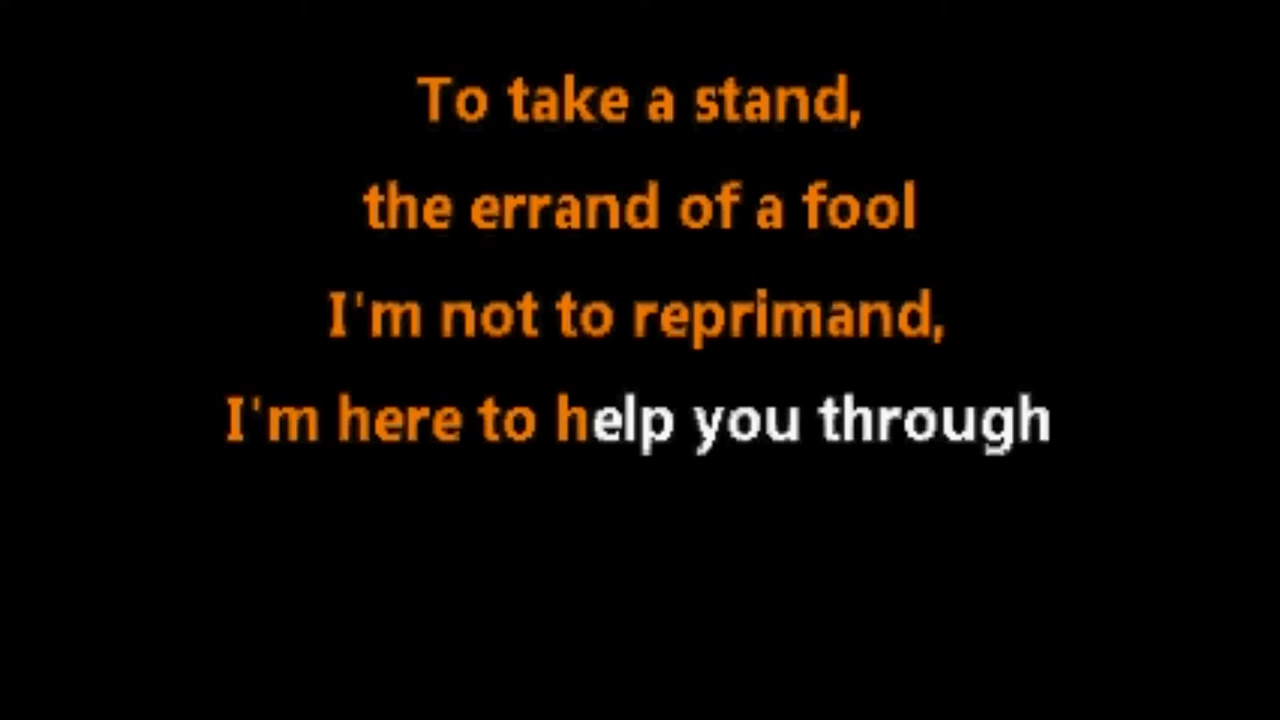 To take a stand,
the errand of a fool
I'm not to reprimand,
I'm here to help you through